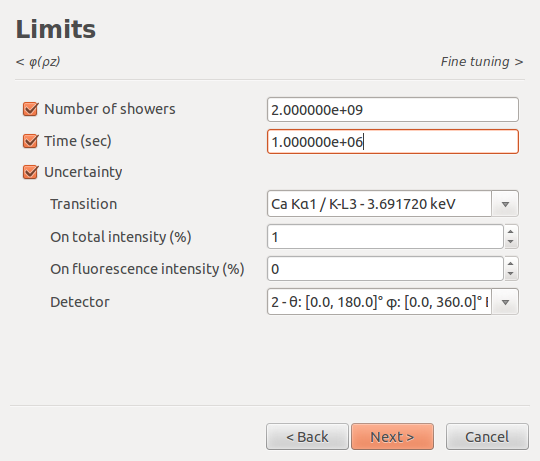 Limits
< φ(ρz) Fine tuning >
Number of showers 2.000000e+09
Time (sec) 1.000000e+06
Uncertainty
Transition Ca Kα1 / K-L3 - 3.691720 keV
On total intensity (%) 1
On fluorescence intensity (%) 0
Detector 2 - θ: [0.0, 180.0]° φ: [0.0, 360.0]°
< Back Next > Cancel